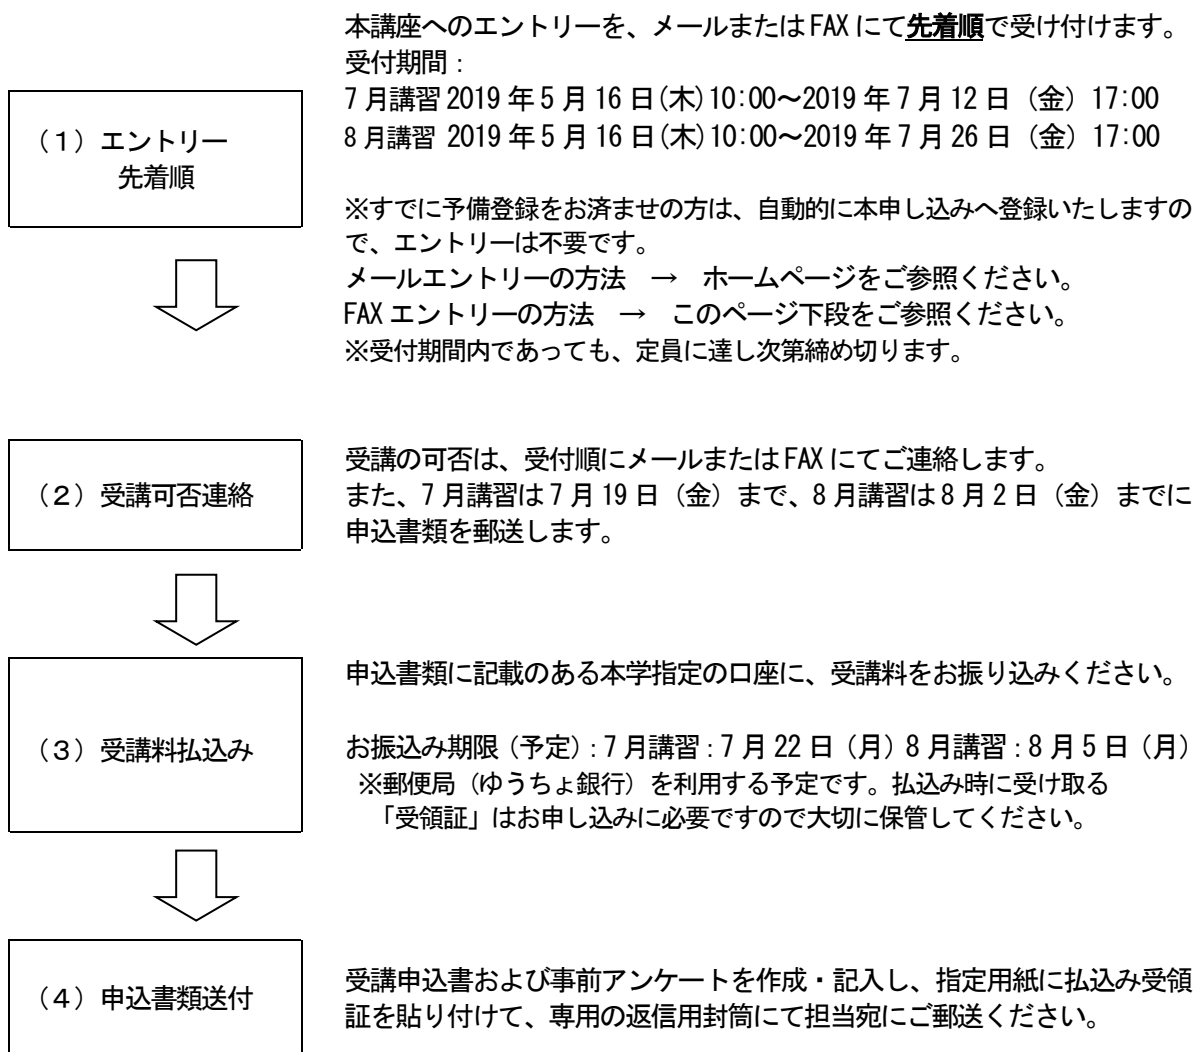 本講座へのエントリーを、メールまたはFAXにて先着順で受け付けます。
受付期間：
7月講習 2019年5月16日(木)10:00～2019年7月12日（金）17:00
8月講習 2019年5月16日(木)10:00～2019年7月26日（金）17:00
（１）エントリー
先着順
※すでに予備登録をお済ませの方は、自動的に本申し込みへ登録いたしますの
で、エントリーは不要です。
メールエントリーの方法　→　ホームページをご参照ください。
FAXエントリーの方法　→　このページ下段をご参照ください。
※受付期間内であっても、定員に達し次第締め切ります。
（２）受講可否連絡
受講の可否は、受付順にメールまたはFAXにてご連絡します。
また、7月講習は7月19日（金）まで、8月講習は8月2日（金）までに
申込書類を郵送します。
（３）受講料払込み
申込書類に記載のある本学指定の口座に、受講料をお振り込みください。
お振込み期限（予定）：7月講習：7月22日（月）8月講習：8月5日（月）
※郵便局（ゆうちょ銀行）を利用する予定です。払込み時に受け取る
「受領証」はお申し込みに必要ですので大切に保管してください。
（４）申込書類送付
受講申込書および事前アンケートを作成・記入し、指定用紙に払込み受領
証を貼り付けて、専用の返信用封筒にて担当宛にご郵送ください。